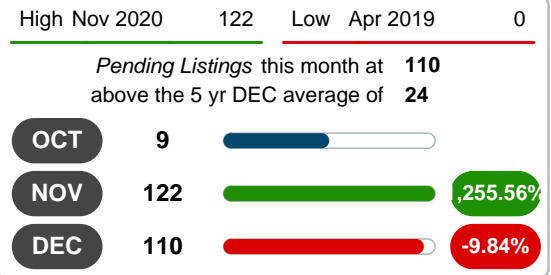 High Nov 2020 122 Low Apr 2019 0
Pending Listings this month at 110
above the 5 yr DEC average of 24
OCT 9
NOV 122 ,255.56%
DEC 110 -9.84%